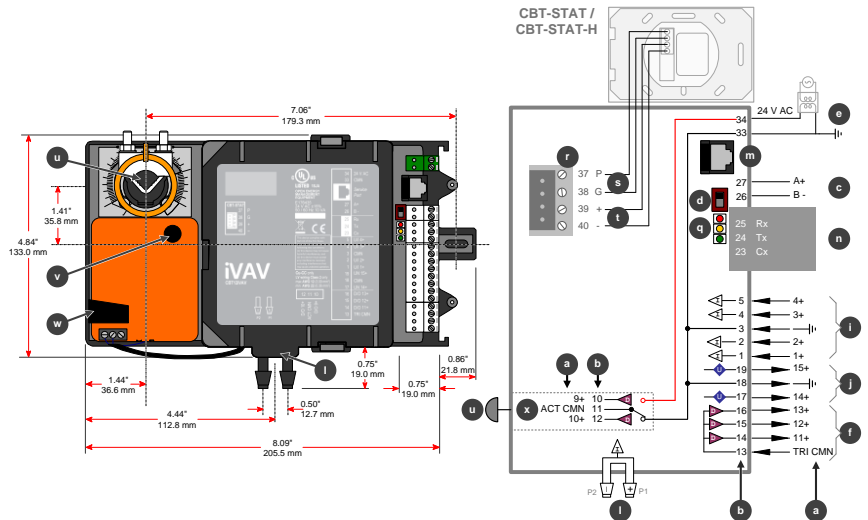 CBT-STAT /
CBT-STAT-H
7.06"
179.3 mm
24 V AC
e
34
33
u
r
m
37 P
38 G
39 +
40 -
s
t
27 A+
26 B -
c
d
1.41"
35.8 mm
4.84"
133.0 mm
q
25 Rx
24 Tx
23 Cx
n
v
iVAV
w
l
0.75"
19.0 mm
0.86"
21.8 mm
0.75"
19.0 mm
1.44"
36.6 mm
0.50"
12.7 mm
4.44"
112.8 mm
8.09"
205.5 mm
5 4+
4 3+
3
2 2+
1 1+
i
U 19 15+
18
U 17 14+
j
16 13+
15 12+
14 11+
13 TRI CMN
f
a b
9+ 10
ACT CMN 11
10+ 12
u
x
P2 P1
l
b
a